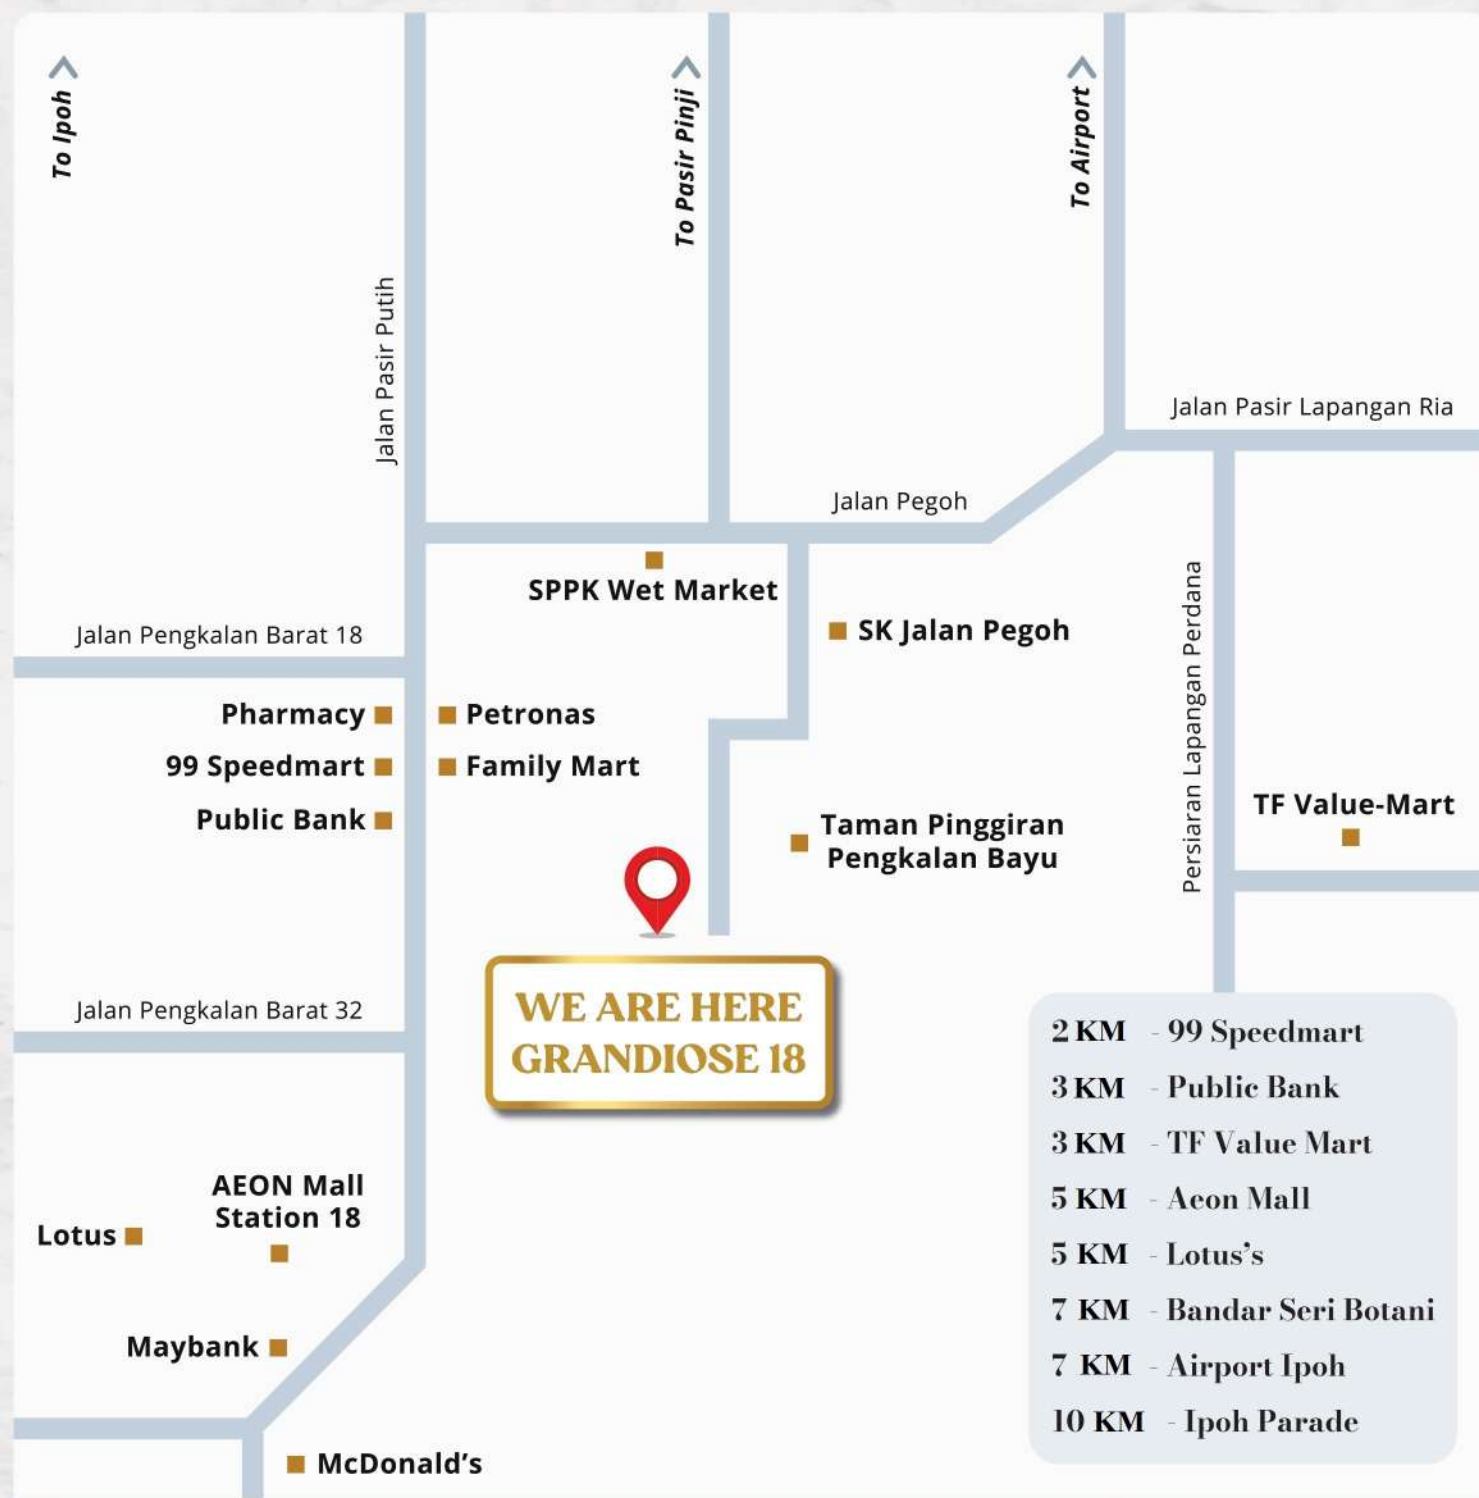 To Ipoh
To Pasir Pinji
To Airport
Jalan Pasir Putih
Jalan Pasir Lapangan Ria
Jalan Pegoh
SPPK Wet Market
SK Jalan Pegoh
Persiaran Lapangan Perdana
Jalan Pengkalan Barat 18
Pharmacy
Petronas
99 Speedmart
Family Mart
Public Bank
TF Value-Mart
Taman Pinggiran
Pengkalan Bayu
WE ARE HERE
GRANDIOSE 18
Jalan Pengkalan Barat 32
AEON Mall
Station 18
Lotus
Maybank
McDonald's
2 KM - 99 Speedmart
3 KM - Public Bank
3 KM - TF Value Mart
5 KM - Aeon Mall
5 KM - Lotus's
7 KM - Bandar Seri Botani
7 KM - Airport Ipoh
10 KM - Ipoh Parade